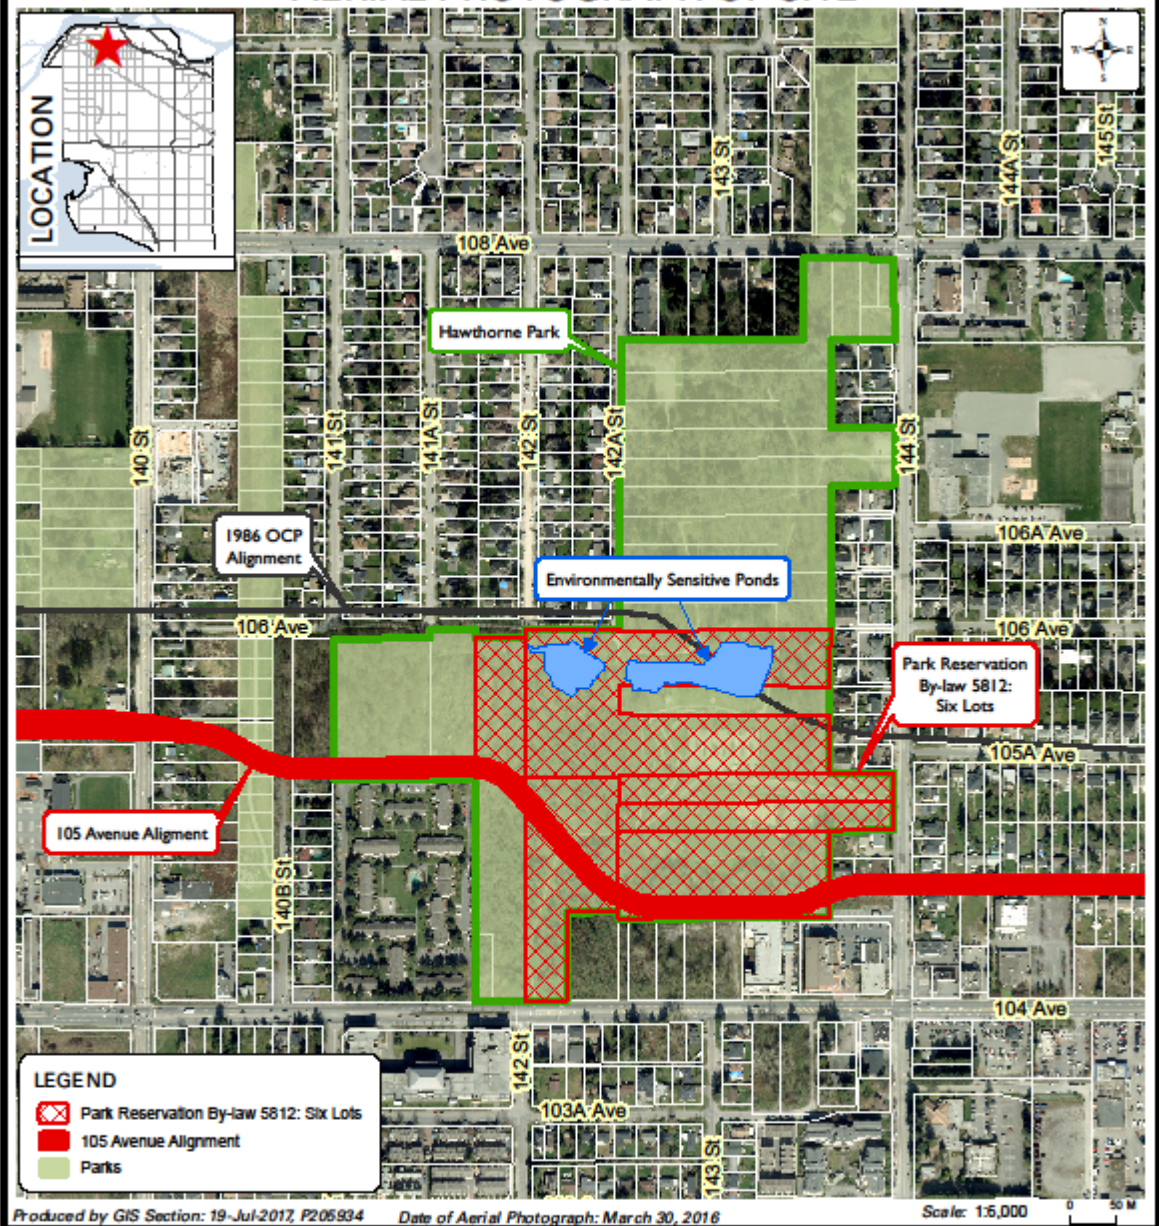 AERIAL PHOTOGRAPH OF SITE
LOCATION
N
W E
S
143 St
144A St
145 St
108 Ave
Hawthorne Park
140 St
141 St
141A St
142 St
142A St
144 St
1986 OCP
Alignment
106A Ave
Environmentally Sensitive Ponds
106 Ave
106 Ave
Park Reservation
By-law 5812:
Six Lots
105A Ave
105 Avenue Aligment
140B St
104 Ave
142 St
103A Ave
143 St
LEGEND
Park Reservation By-law 5812: Six Lots
105 Avenue Alignment
Parks
Produced by GIS Section: 19-Jul-2017, P205934
Date of Aerial Photograph: March 30, 2016
Scale: 1:6,000
0 50 M